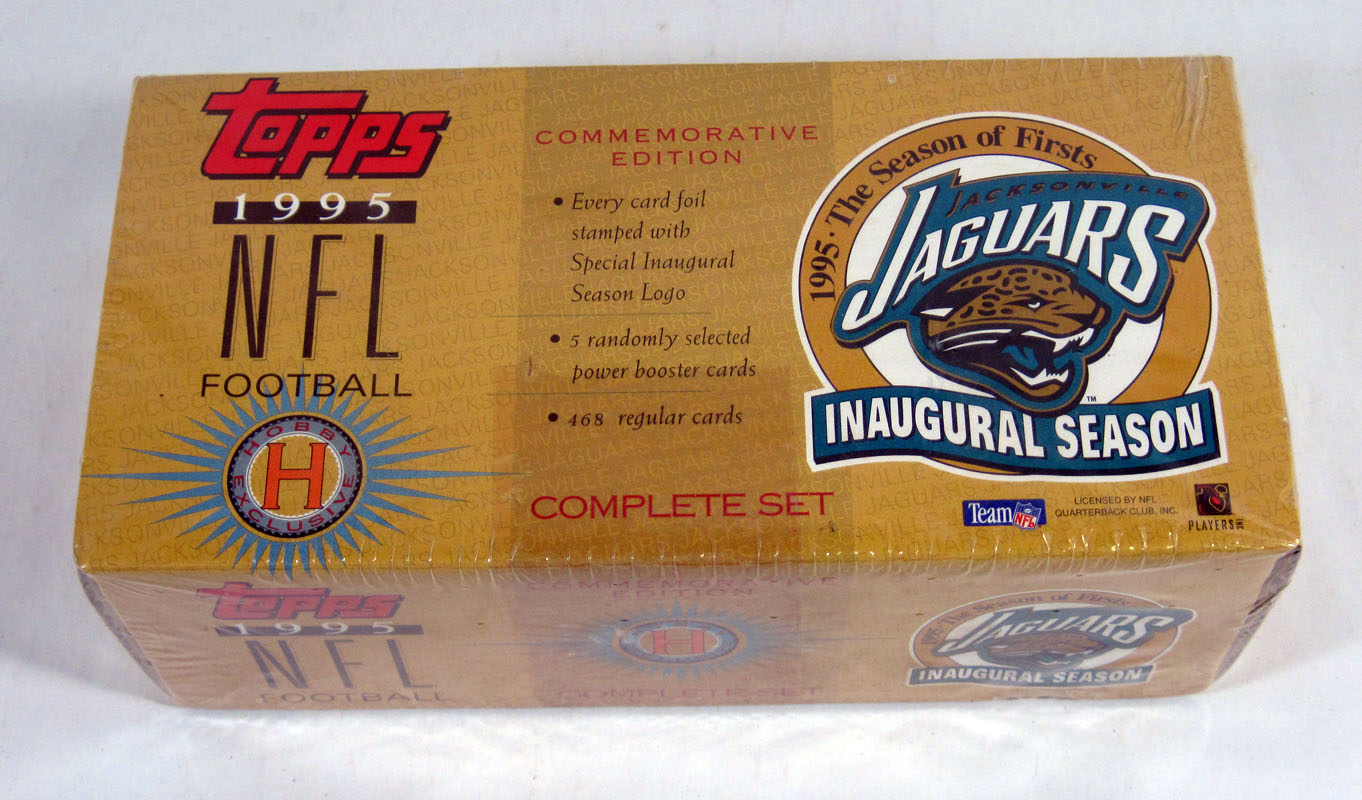 Topps
1995
NFL
FOOTBALL
HOBBY
H
EXCLUSIVE
COMMEMORATIVE
EDITION
• Every card foil
stamped with
Special Inaugural
Season Logo
• 5 randomly selected
power booster cards
• 468 regular cards
COMPLETE SET
1995 · The Season of Firsts
JACKSONVILLE
JAGUARS
TM
INAUGURAL SEASON
Team NFL
LICENSED BY NFL
QUARTERBACK CLUB, INC.
PLAYERS INC
Topps
1995
NFL
FOOTBALL
COMMEMORATIVE
EDITION
H
COMPLETE SET
1995 · The Season of Firsts
JAGUARS
INAUGURAL SEASON